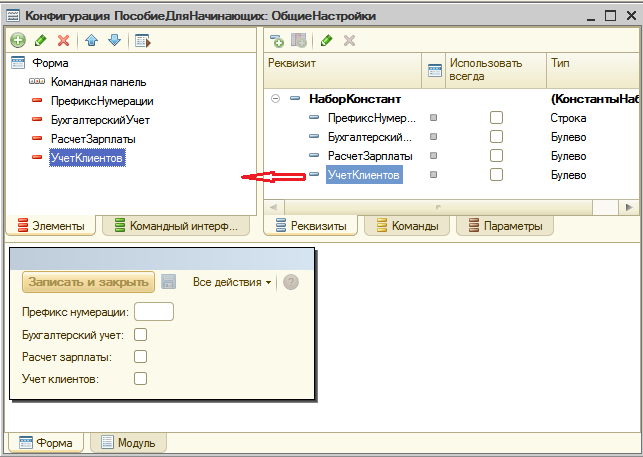 Конфигурация ПособиеДляНачинающих: ОбщиеНастройки
Форма
Командная панель
ПрефиксНумерации
БухгалтерскийУчет
РасчетЗарплаты
УчетКлиентов
Элементы
Командный интерф...
Реквизит
Использовать всегда
Тип
НаборКонстант
(КонстантыНаб
ПрефиксНумер...
Строка
Бухгалтерский...
Булево
РасчетЗарплаты
Булево
УчетКлиентов
Булево
Реквизиты
Команды
Параметры
Записать и закрыть
Все действия
Префикс нумерации:
Бухгалтерский учет:
Расчет зарплаты:
Учет клиентов:
Форма
Модуль